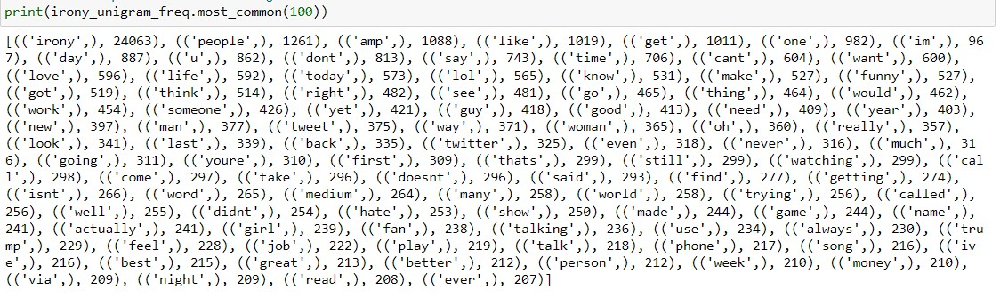 print(irony_unigram_freq.most_common(100))
[(('irony',), 24063), (('people',), 1261), (('amp',), 1088), (('like',), 1019), (('get',), 1011), (('one',), 982), (('im',), 96
7), (('day',), 887), (('u',), 862), (('dont',), 813), (('say',), 743), (('time',), 706), (('cant',), 604), (('want',), 600),
(('love',), 596), (('life',), 592), (('today',), 573), (('lol',), 565), (('know',), 531), (('make',), 527), (('funny',), 527),
(('got',), 519), (('think',), 514), (('right',), 482), (('see',), 481), (('go',), 465), (('thing',), 464), (('would',), 462),
(('work',), 454), (('someone',), 426), (('yet',), 421), (('guy',), 418), (('good',), 413), (('need',), 409), (('year',), 403),
(('new',), 397), (('man',), 377), (('tweet',), 375), (('way',), 371), (('woman',), 365), (('oh',), 360), (('really',), 357),
(('look',), 341), (('last',), 339), (('back',), 335), (('twitter',), 325), (('even',), 318), (('never',), 316), (('much',), 31
6), (('going',), 311), (('youre',), 310), (('first',), 309), (('thats',), 299), (('still',), 299), (('watching',), 299), (('cal
l',), 298), (('come',), 297), (('take',), 296), (('doesnt',), 296), (('said',), 293), (('find',), 277), (('getting',), 274),
(('isnt',), 266), (('word',), 265), (('medium',), 264), (('many',), 258), (('world',), 258), (('trying',), 256), (('called',),
256), (('well',), 255), (('didnt',), 254), (('hate',), 253), (('show',), 250), (('made',), 244), (('game',), 244), (('name',),
241), (('actually',), 241), (('girl',), 239), (('fan',), 238), (('talking',), 236), (('use',), 234), (('always',), 230), (('tru
mp',), 229), (('feel',), 228), (('job',), 222), (('play',), 219), (('talk',), 218), (('phone',), 217), (('song',), 216), (('iv
e',), 216), (('best',), 215), (('great',), 213), (('better',), 212), (('person',), 212), (('week',), 210), (('money',), 210),
(('via',), 209), (('night',), 209), (('read',), 208), (('ever',), 207)]